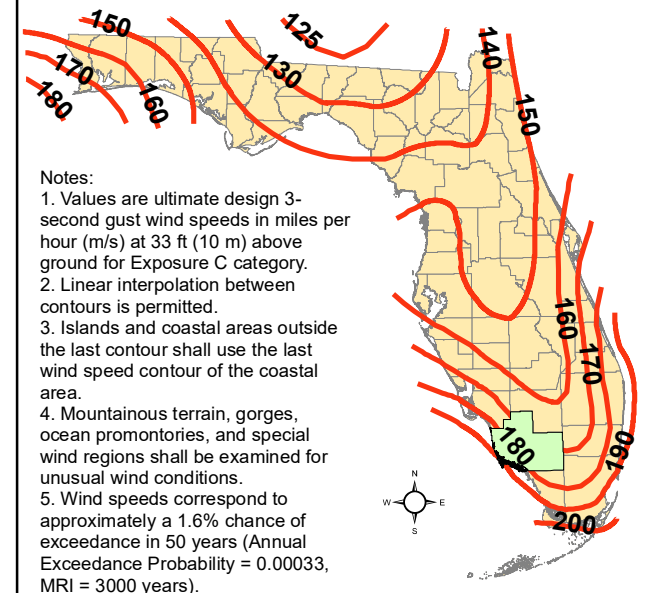 125
150
130
140
170
180
160
150
Notes:
1. Values are ultimate design 3-
second gust wind speeds in miles per
hour (m/s) at 33 ft (10 m) above
ground for Exposure C category.
2. Linear interpolation between
contours is permitted.
3. Islands and coastal areas outside
the last contour shall use the last
wind speed contour of the coastal
area.
4. Mountainous terrain, gorges,
ocean promontories, and special
wind regions shall be examined for
unusual wind conditions.
5. Wind speeds correspond to
approximately a 1.6% chance of
exceedance in 50 years (Annual
Exceedance Probability = 0.00033,
MRI = 3000 years).
160
170
180
190
200
N
W
E
S